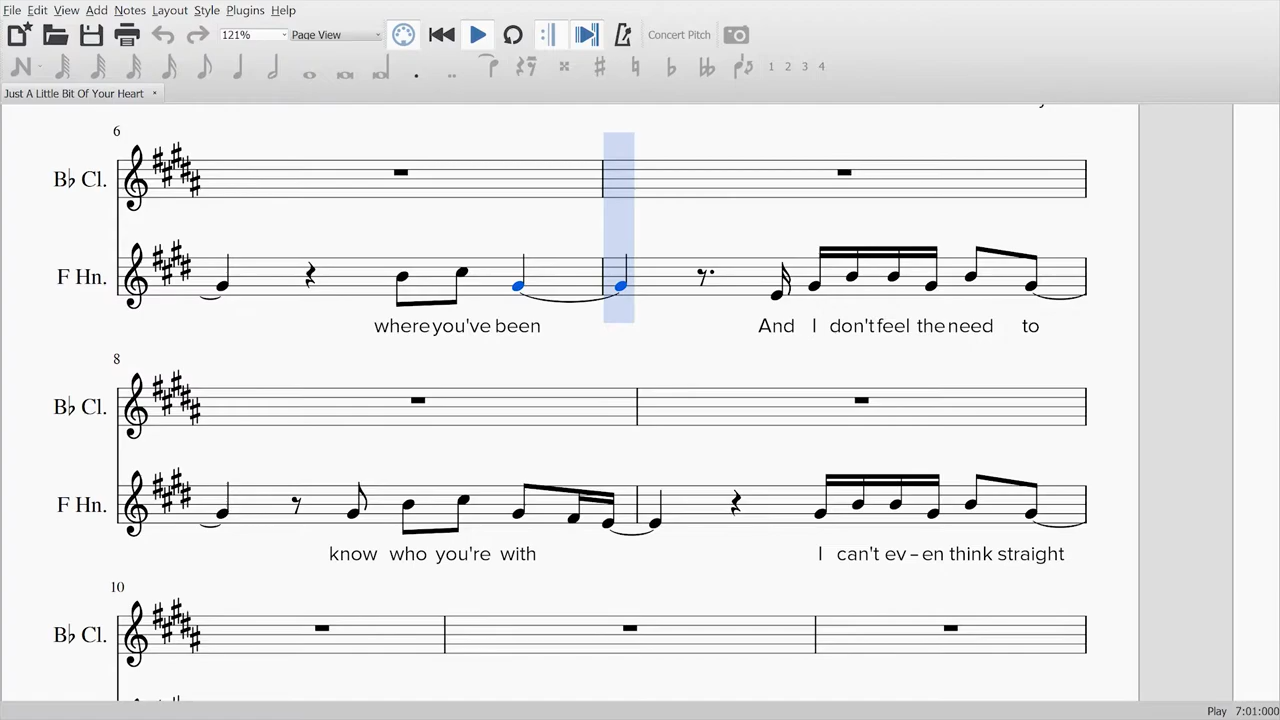 File Edit View Add Notes Layout Style Plugins Help
121% Page View Concert Pitch
1 2 3 4
Just A Little Bit Of Your Heart ×
6
B♭ Cl.
F Hn.
where you've been And I don't feel the need to
8
B♭ Cl.
F Hn.
know who you're with I can't ev-en think straight
10
B♭ Cl.
Play 7:01:000